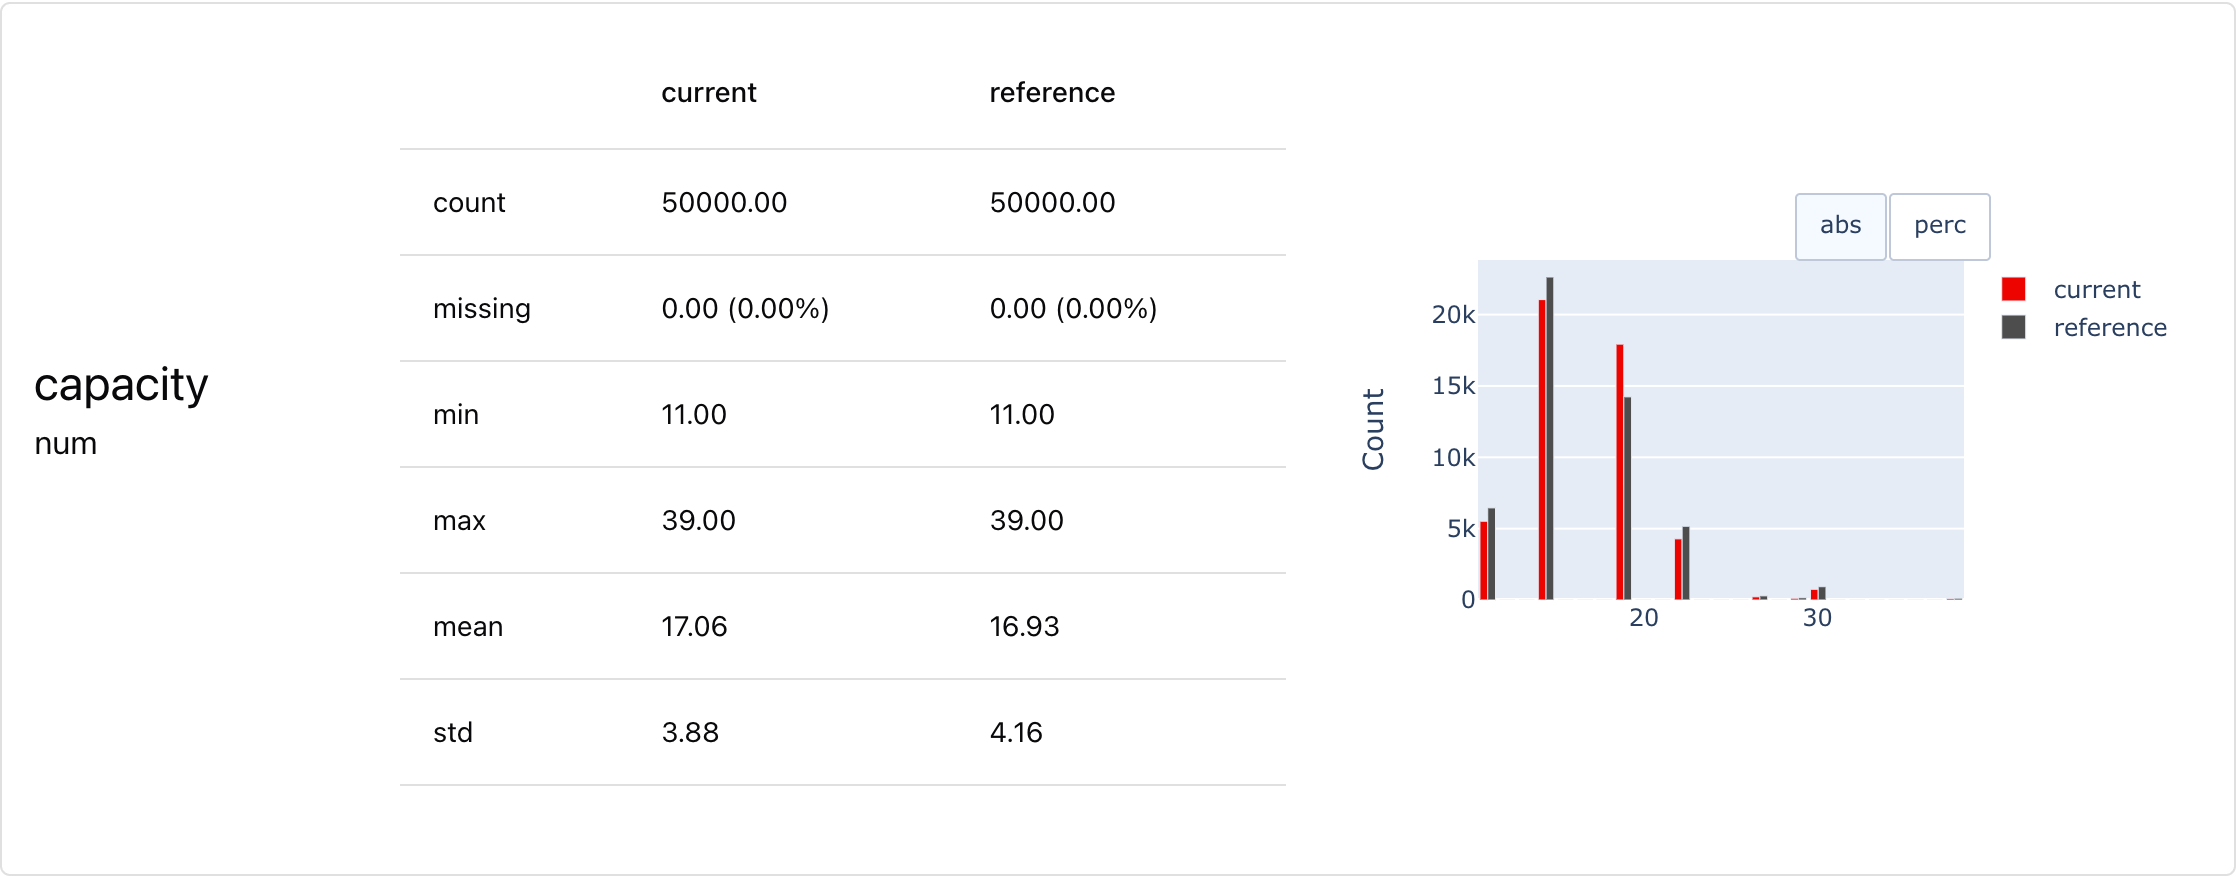 capacity
num
current reference
count 50000.00 50000.00
missing 0.00 (0.00%) 0.00 (0.00%)
min 11.00 11.00
max 39.00 39.00
mean 17.06 16.93
std 3.88 4.16
abs perc
current
reference
Count
20k
15k
10k
5k
0
20 30